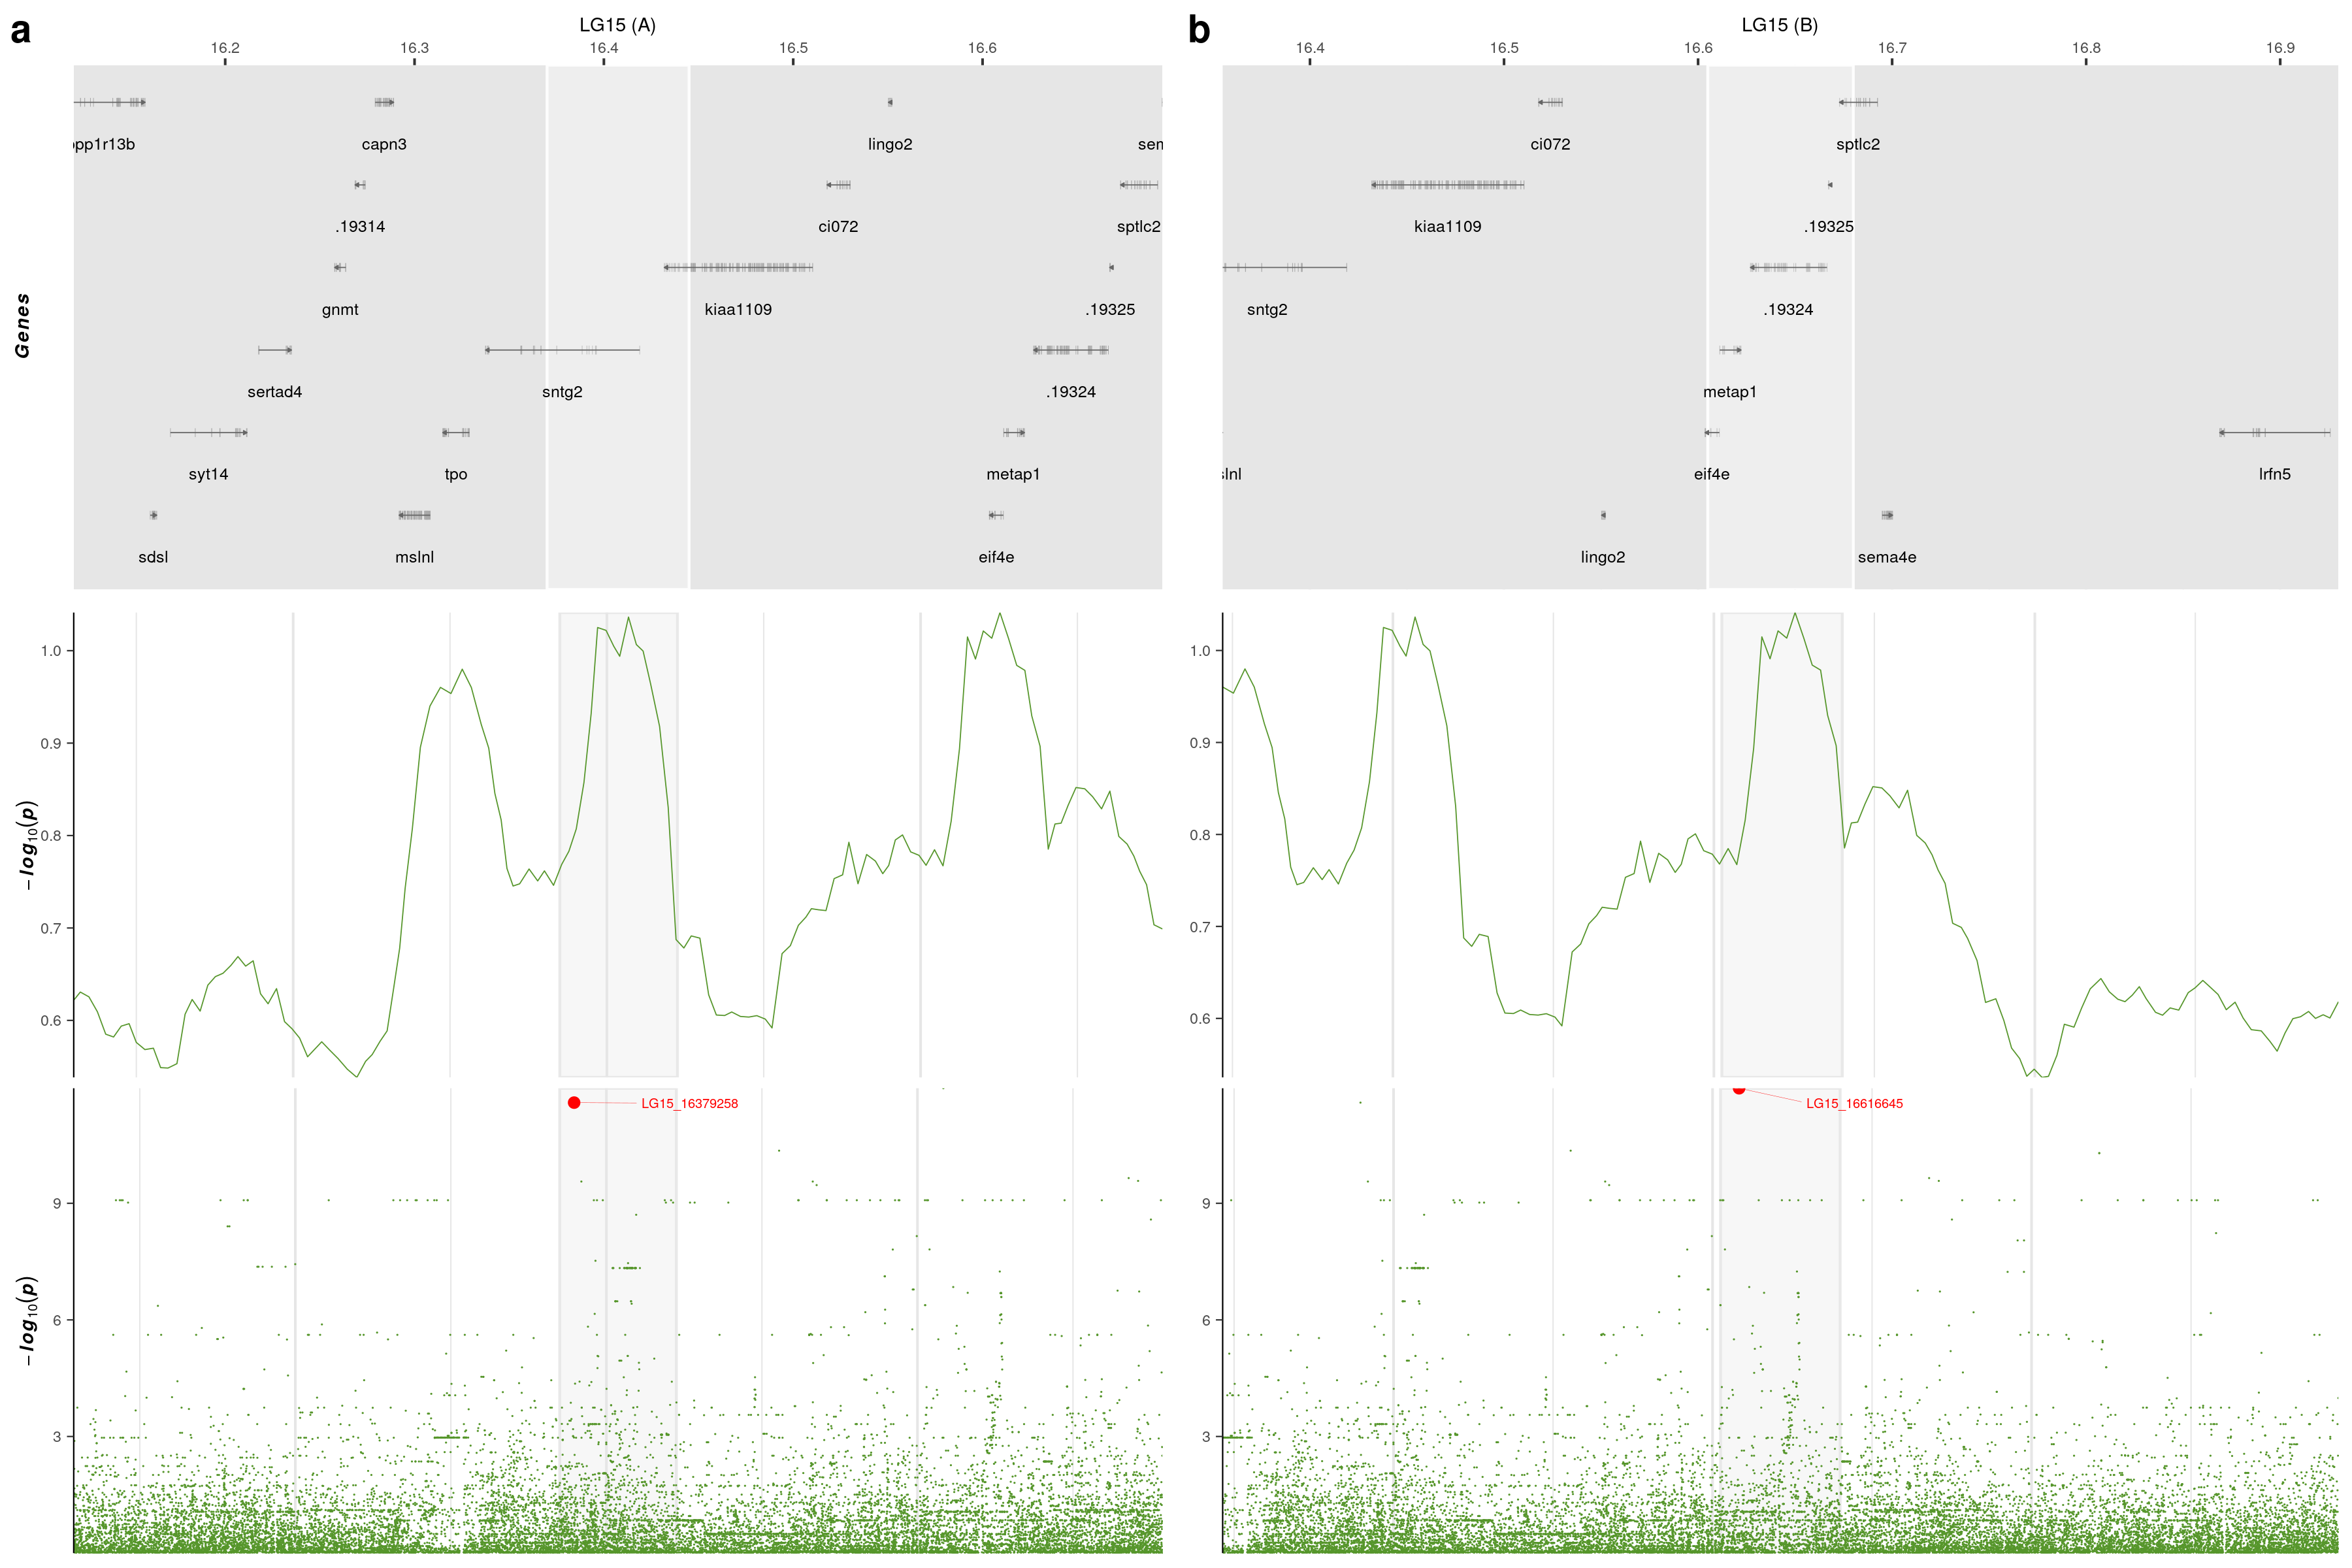 a
LG15 (A)
16.2 16.3 16.4 16.5 16.6
pp1r13b capn3 lingo2 sem
.19314 ci072 sptlc2
gnmt kiaa1109 .19325
sertad4 sntg2 .19324
syt14 tpo metap1
sdsl mslnl eif4e
Genes
1.0
0.9
0.8
0.7
0.6
−log10(p)
LG15_16379258
9
6
3
−log10(p)
b
LG15 (B)
16.4 16.5 16.6 16.7 16.8 16.9
ci072 sptlc2
kiaa1109 .19325
sntg2 .19324
metap1
slnl eif4e lrfn5
lingo2 sema4e
1.0
0.9
0.8
0.7
0.6
LG15_16616645
9
6
3